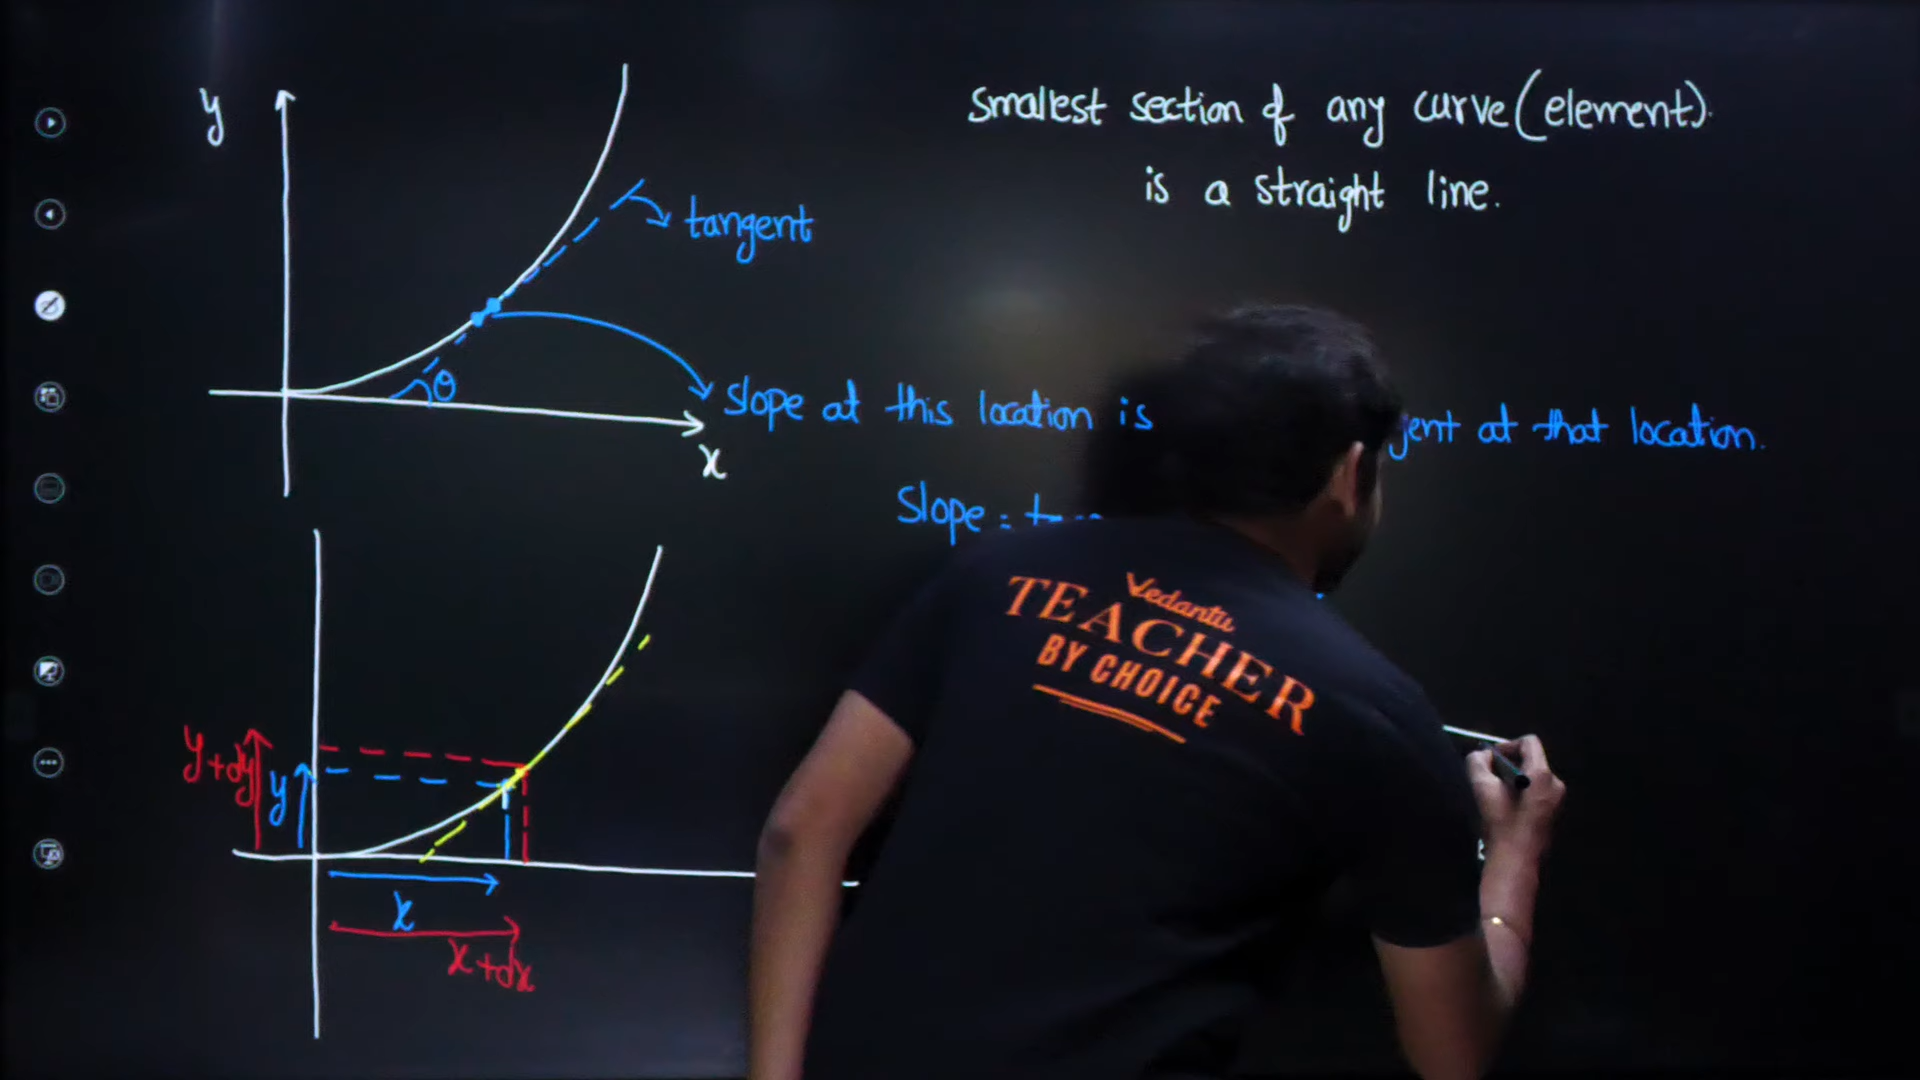 y
Smallest section of any curve (element).
is a straight line.
tangent
θ
slope at this location is
at that location.
x
Slope =
Vedantu
TEACHER
BY CHOICE
y+dy
y
x
x+dx